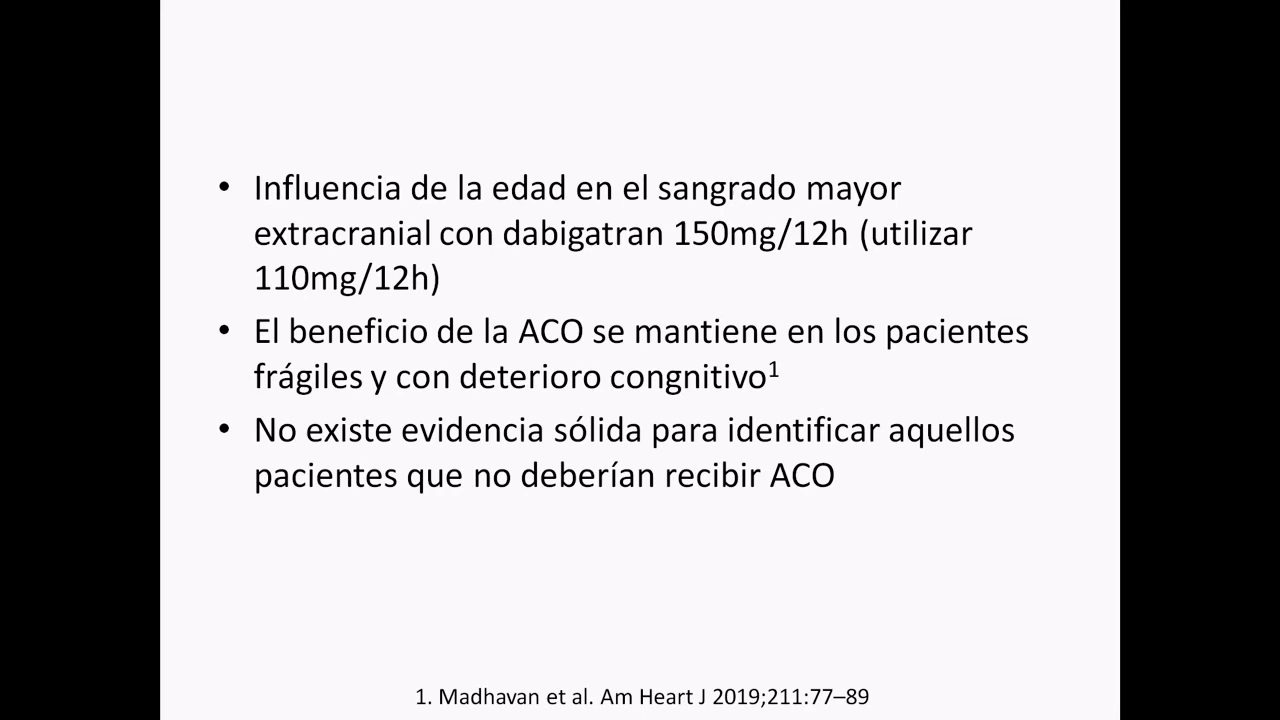 • Influencia de la edad en el sangrado mayor
extracranial con dabigatran 150mg/12h (utilizar
110mg/12h)
• El beneficio de la ACO se mantiene en los pacientes
frágiles y con deterioro congnitivo¹
• No existe evidencia sólida para identificar aquellos
pacientes que no deberían recibir ACO
1. Madhavan et al. Am Heart J 2019;211:77–89